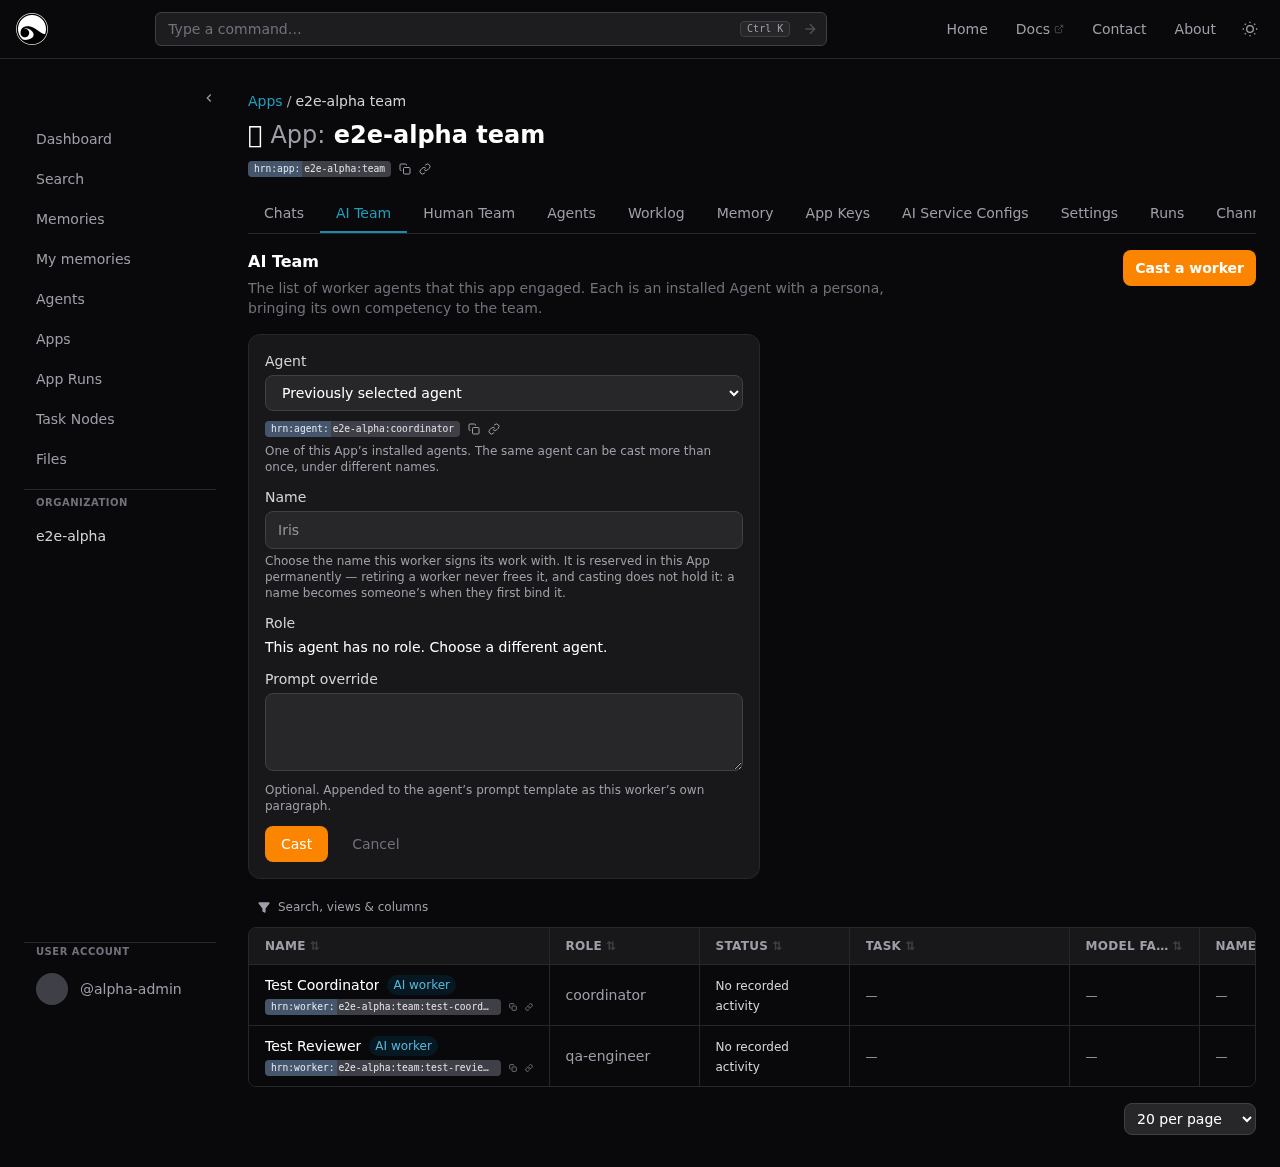 Type a command...
Ctrl K
Home
Docs
Contact
About
Dashboard
Search
Memories
My memories
Agents
Apps
App Runs
Task Nodes
Files
ORGANIZATION
e2e-alpha
USER ACCOUNT
@alpha-admin
Apps / e2e-alpha team
App: e2e-alpha team
hrn:app: e2e-alpha:team
Chats
AI Team
Human Team
Agents
Worklog
Memory
App Keys
AI Service Configs
Settings
Runs
Chanr
AI Team
Cast a worker
The list of worker agents that this app engaged. Each is an installed Agent with a persona,
bringing its own competency to the team.
Agent
Previously selected agent
hrn:agent: e2e-alpha:coordinator
One of this App’s installed agents. The same agent can be cast more than
once, under different names.
Name
Iris
Choose the name this worker signs its work with. It is reserved in this App
permanently — retiring a worker never frees it, and casting does not hold it: a
name becomes someone’s when they first bind it.
Role
This agent has no role. Choose a different agent.
Prompt override
Optional. Appended to the agent’s prompt template as this worker’s own
paragraph.
Cast
Cancel
Search, views & columns
NAME
ROLE
STATUS
TASK
MODEL FA…
NAME
Test Coordinator
AI worker
hrn:worker: e2e-alpha:team:test-coord…
coordinator
No recorded
activity
—
—
—
Test Reviewer
AI worker
hrn:worker: e2e-alpha:team:test-revie…
qa-engineer
No recorded
activity
—
—
—
20 per page